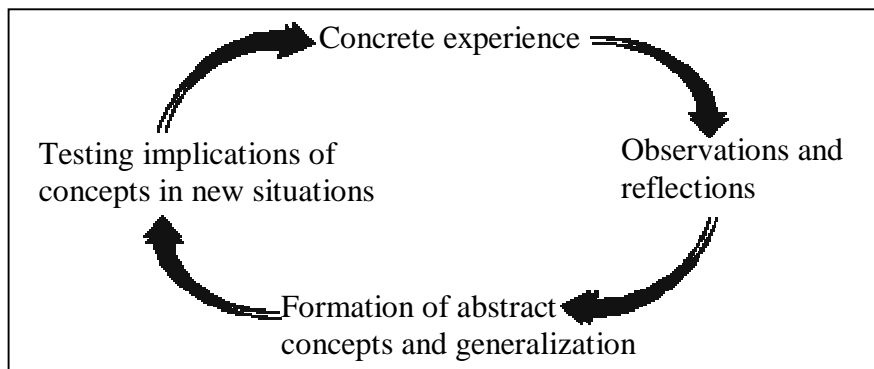 Concrete experience
Observations and
reflections
Formation of abstract
concepts and generalization
Testing implications of
concepts in new situations